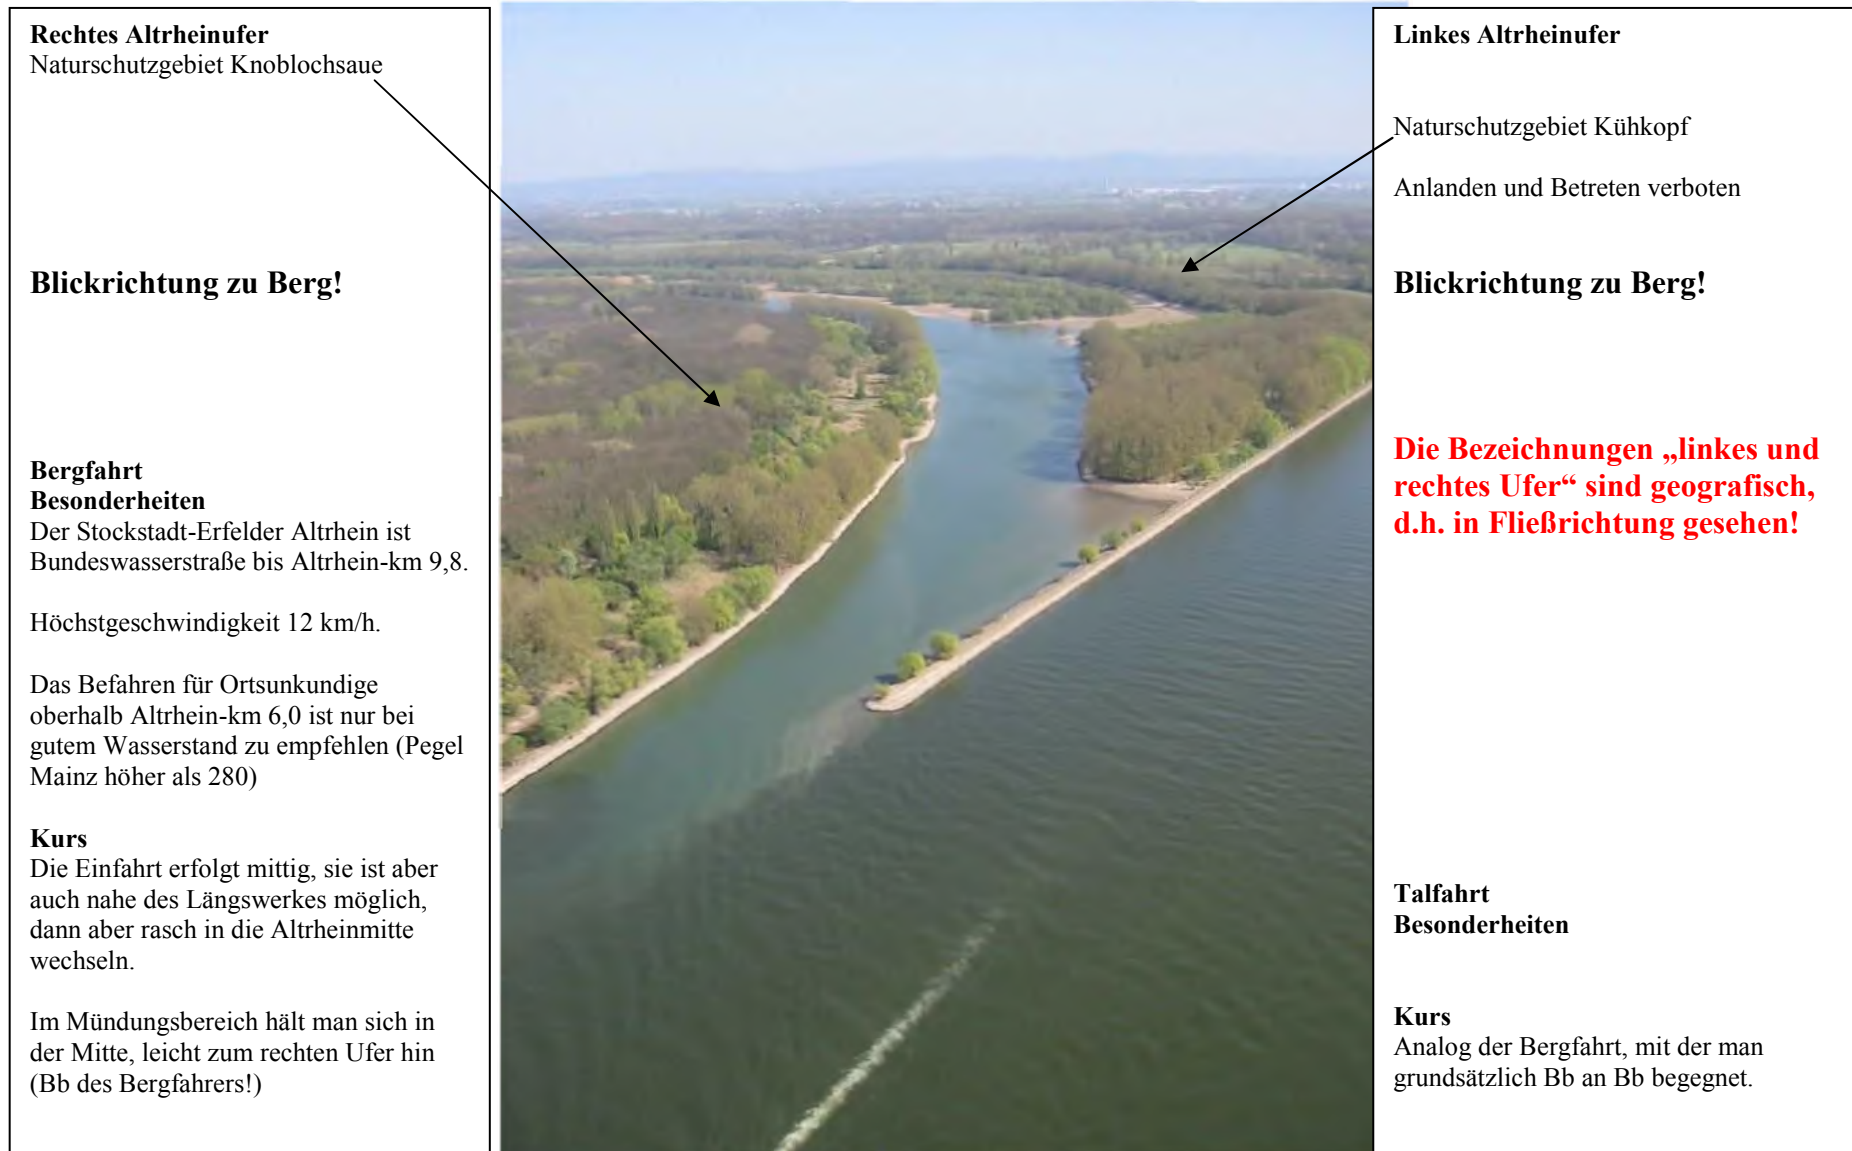 Rechtes Altrheinufer
Naturschutzgebiet Knoblochsaue
Blickrichtung zu Berg!
Bergfahrt
Besonderheiten
Der Stockstadt-Erfelder Altrhein ist
Bundeswasserstraße bis Altrhein-km 9,8.
Höchstgeschwindigkeit 12 km/h.
Das Befahren für Ortsunkundige
oberhalb Altrhein-km 6,0 ist nur bei
gutem Wasserstand zu empfehlen (Pegel
Mainz höher als 280)
Kurs
Die Einfahrt erfolgt mittig, sie ist aber
auch nahe des Längswerkes möglich,
dann aber rasch in die Altrheinmitte
wechseln.
Im Mündungsbereich hält man sich in
der Mitte, leicht zum rechten Ufer hin
(Bb des Bergfahrers!)
Linkes Altrheinufer
Naturschutzgebiet Kühkopf
Anlanden und Betreten verboten
Blickrichtung zu Berg!
Die Bezeichnungen „linkes und
rechtes Ufer“ sind geografisch,
d.h. in Fließrichtung gesehen!
Talfahrt
Besonderheiten
Kurs
Analog der Bergfahrt, mit der man
grundsätzlich Bb an Bb begegnet.